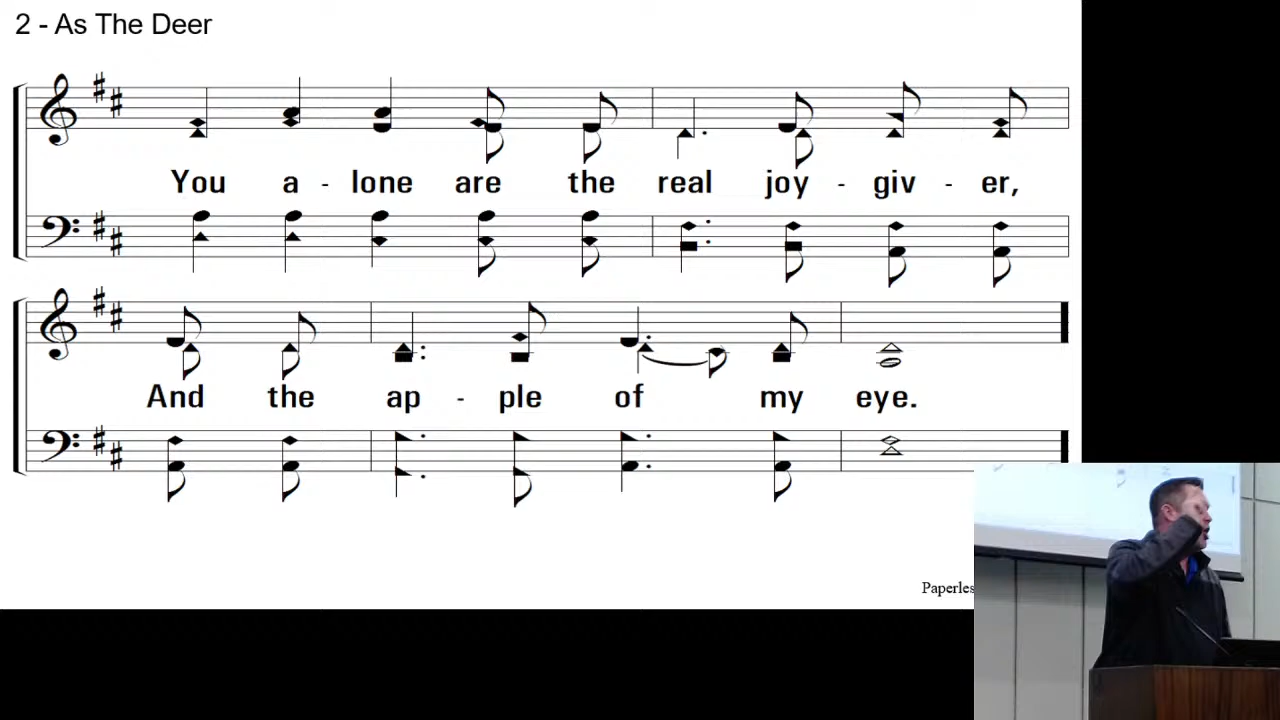 2 - As The Deer
You a - lone are the real joy - giv - er,
And the ap - ple of my eye.
Paperles